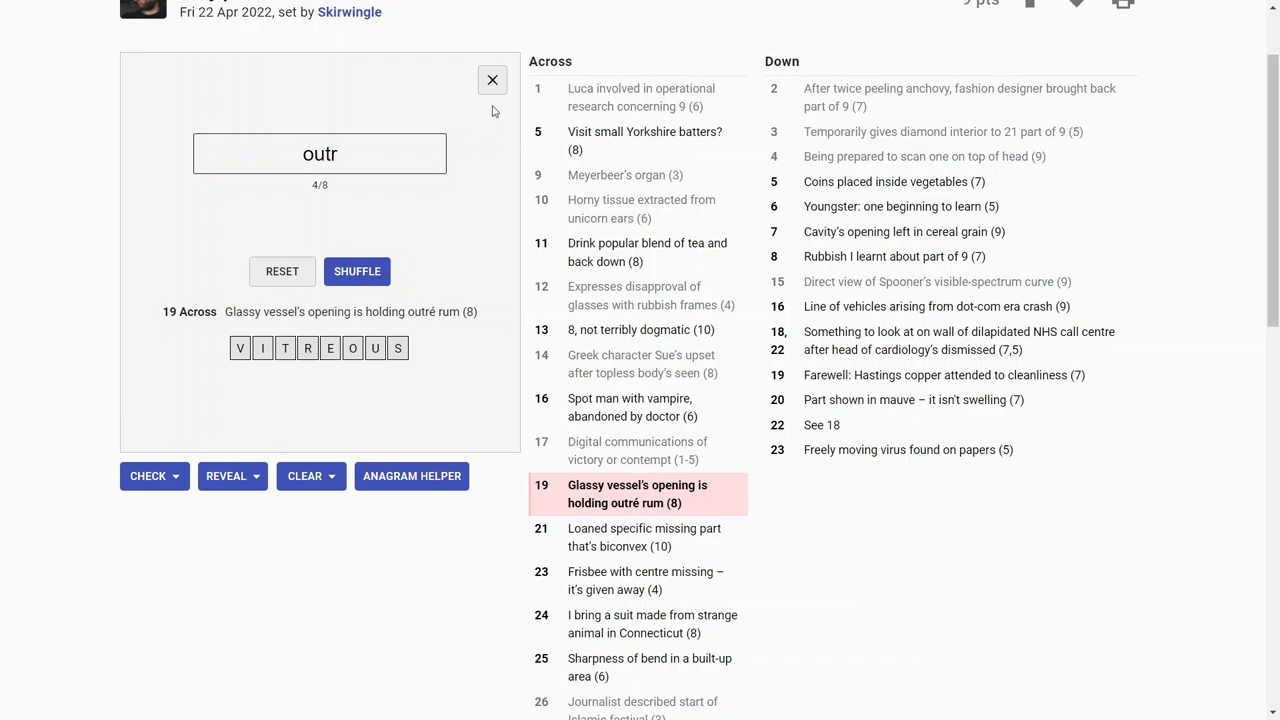 9 pts
Fri 22 Apr 2022, set by Skirwingle
outr
4/8
RESET
SHUFFLE
19 Across Glassy vessel's opening is holding outré rum (8)
V I T R E O U S
CHECK
REVEAL
CLEAR
ANAGRAM HELPER
Across
1 Luca involved in operational
research concerning 9 (6)
5 Visit small Yorkshire batters?
(8)
9 Meyerbeer's organ (3)
10 Horny tissue extracted from
unicorn ears (6)
11 Drink popular blend of tea and
back down (8)
12 Expresses disapproval of
glasses with rubbish frames (4)
13 8, not terribly dogmatic (10)
14 Greek character Sue's upset
after topless body's seen (8)
16 Spot man with vampire,
abandoned by doctor (6)
17 Digital communications of
victory or contempt (1-5)
19 Glassy vessel's opening is
holding outré rum (8)
21 Loaned specific missing part
that's biconvex (10)
23 Frisbee with centre missing –
it's given away (4)
24 I bring a suit made from strange
animal in Connecticut (8)
25 Sharpness of bend in a built-up
area (6)
26 Journalist described start of
Islamic festival (3)
Down
2 After twice peeling anchovy, fashion designer brought back
part of 9 (7)
3 Temporarily gives diamond interior to 21 part of 9 (5)
4 Being prepared to scan one on top of head (9)
5 Coins placed inside vegetables (7)
6 Youngster: one beginning to learn (5)
7 Cavity's opening left in cereal grain (9)
8 Rubbish I learnt about part of 9 (7)
15 Direct view of Spooner's visible-spectrum curve (9)
16 Line of vehicles arising from dot-com era crash (9)
18, Something to look at on wall of dilapidated NHS call centre
22 after head of cardiology's dismissed (7,5)
19 Farewell: Hastings copper attended to cleanliness (7)
20 Part shown in mauve – it isn't swelling (7)
22 See 18
23 Freely moving virus found on papers (5)